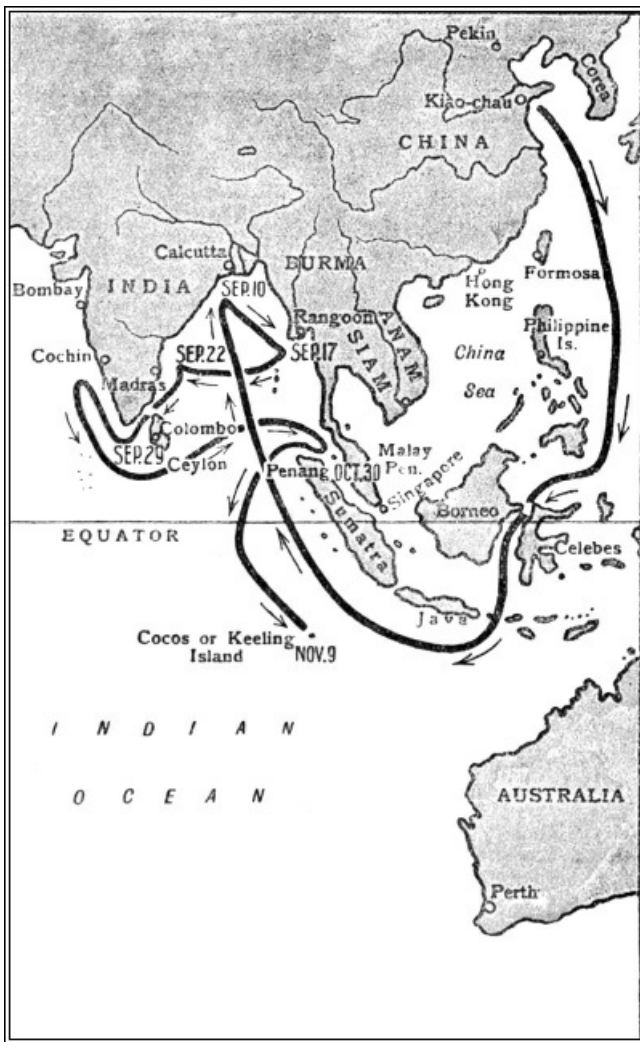 Pekin
Corea
Kiao-chau
CHINA
Calcutta
BURMA
INDIA
SEP.10
Bombay
Hong
Kong
Formosa
Rangoon
ANAM
SIAM
Philippine
Is.
SEP.22
SEP.17
Cochin
Madras
China
Sea
Colombo
SEP.29
Ceylon
Malay
Pen.
Penang OCT.30
Singapore
Sumatra
Borneo
EQUATOR
Celebes
Java
Cocos or Keeling
Island
NOV.9
INDIAN
OCEAN
AUSTRALIA
Perth